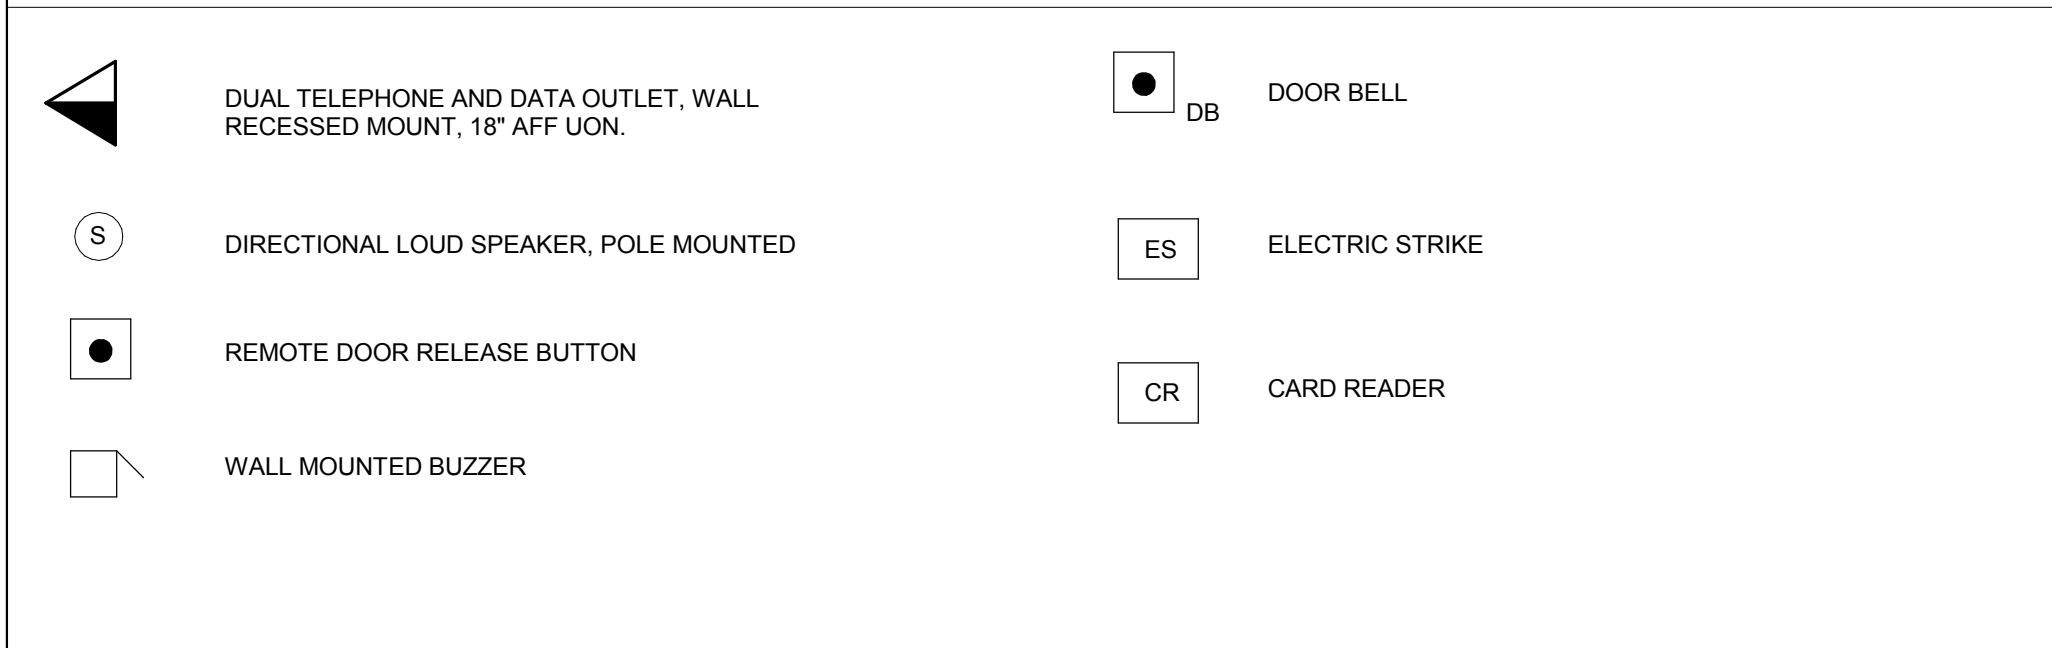 DUAL TELEPHONE AND DATA OUTLET, WALL
RECESSED MOUNT, 18" AFF UON.
S
DIRECTIONAL LOUD SPEAKER, POLE MOUNTED
REMOTE DOOR RELEASE BUTTON
WALL MOUNTED BUZZER
DB
DOOR BELL
ES
ELECTRIC STRIKE
CR
CARD READER